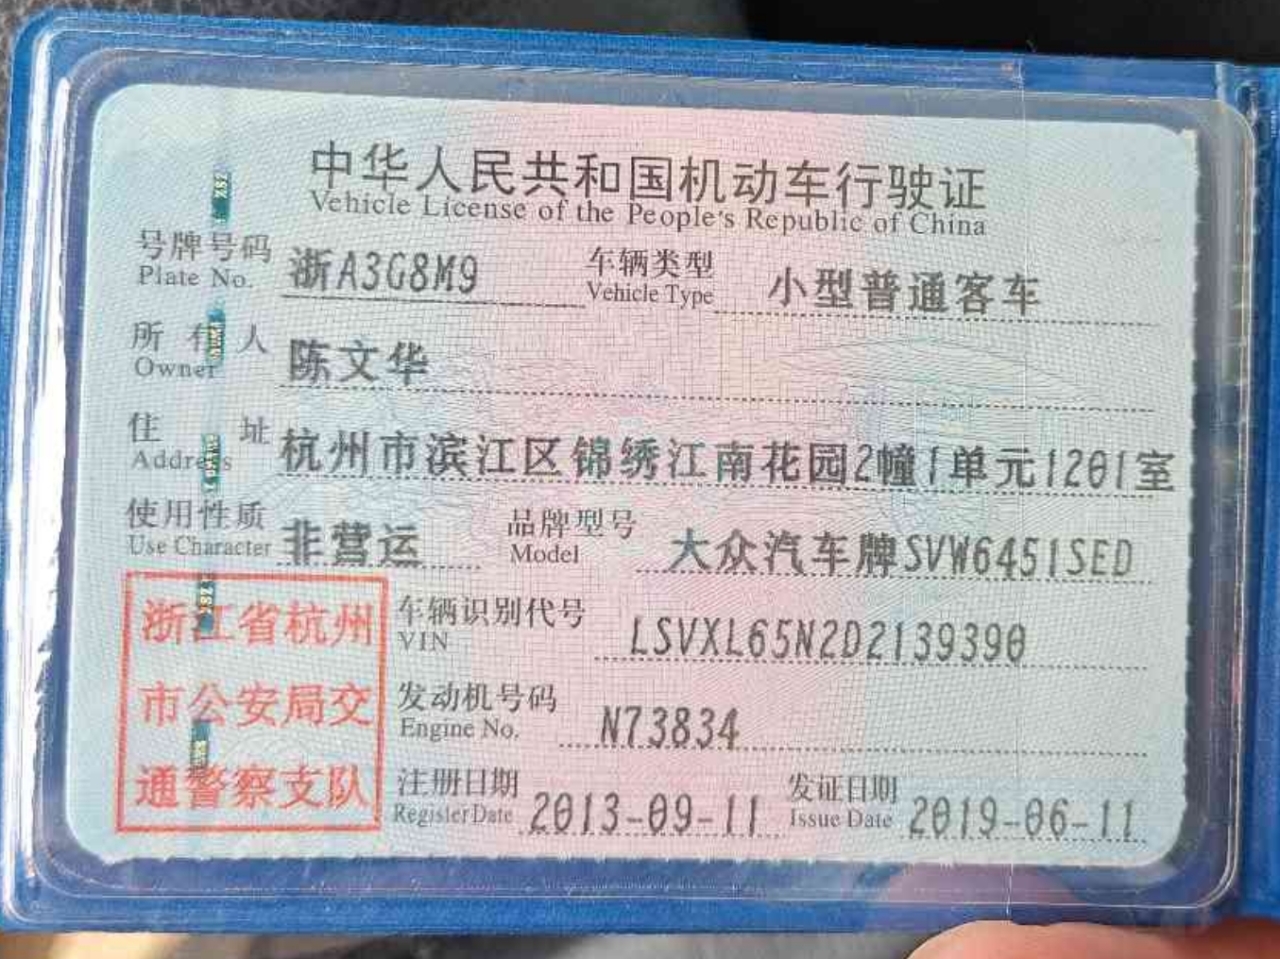 中华人民共和国机动车行驶证
Vehicle License of the People's Republic of China
号牌号码 浙A3G8M9 车辆类型 小型普通客车
Plate No. Vehicle Type
所有人 陈文华
Owner
住址 杭州市滨江区锦绣江南花园2幢1单元1201室
Address
使用性质 非营运 品牌型号 大众汽车牌SVW6451SED
Use Character Model
浙江省杭州
市公安局交
通警察支队
车辆识别代号 LSVXL65N2D2139390
VIN
发动机号码 N73834
Engine No.
注册日期 2013-09-11 发证日期 2019-06-11
Register Date Issue Date